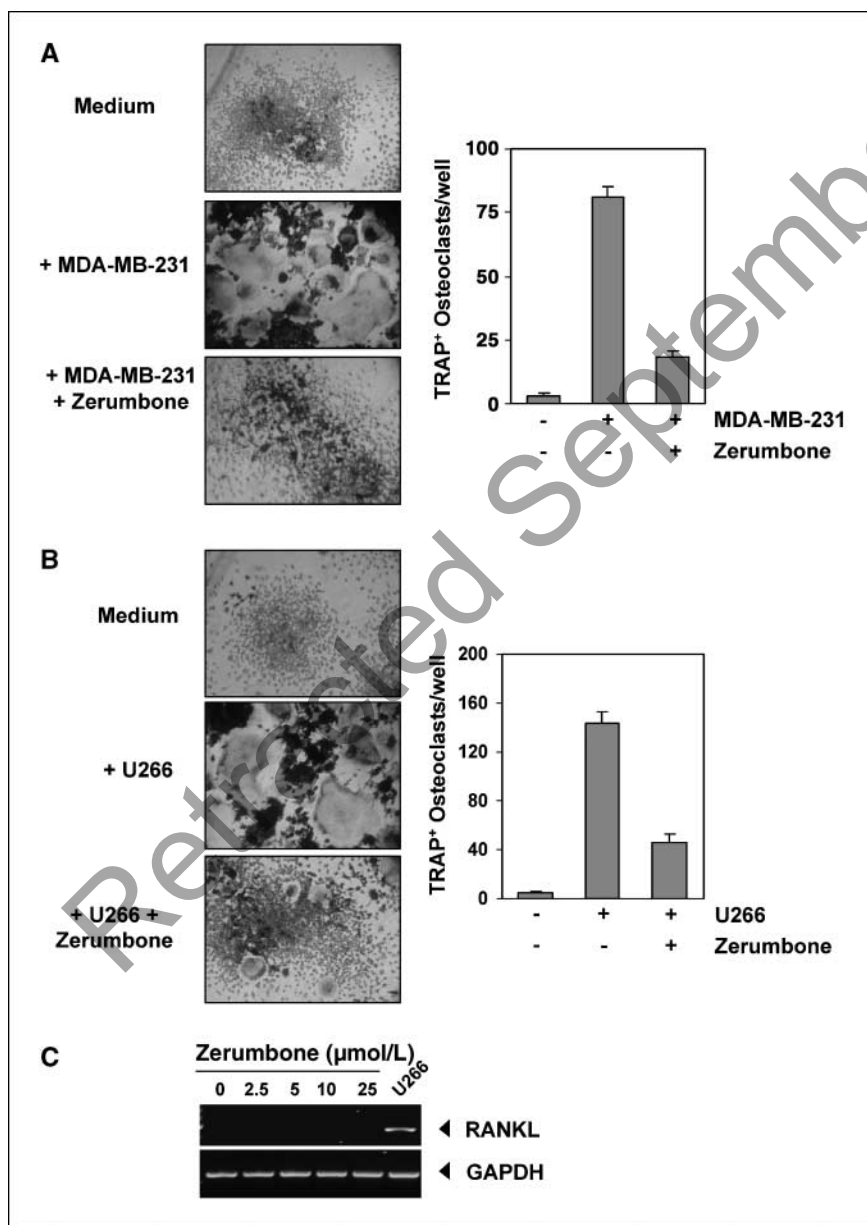 A
Medium
+ MDA-MB-231
+ MDA-MB-231
+ Zerumbone
TRAP+ Osteoclasts/well
100
75
50
25
0
- + + MDA-MB-231
- - + Zerumbone
B
Medium
+ U266
+ U266 +
Zerumbone
TRAP+ Osteoclasts/well
200
160
120
80
40
0
- + + U266
- - + Zerumbone
C
Zerumbone (µmol/L)
0 2.5 5 10 25 U266
RANKL
GAPDH
Retracted September